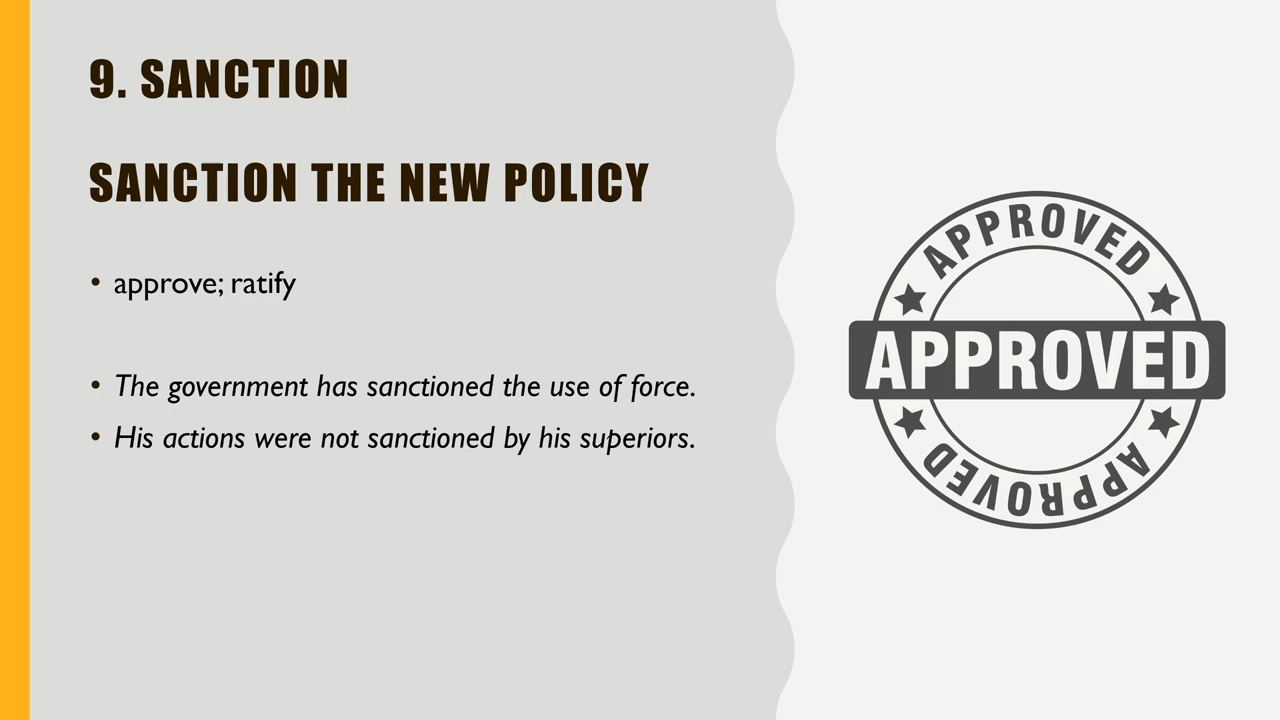 9. SANCTION
SANCTION THE NEW POLICY
• approve; ratify
• The government has sanctioned the use of force.
• His actions were not sanctioned by his superiors.
APPROVED
APPROVED
APPROVED